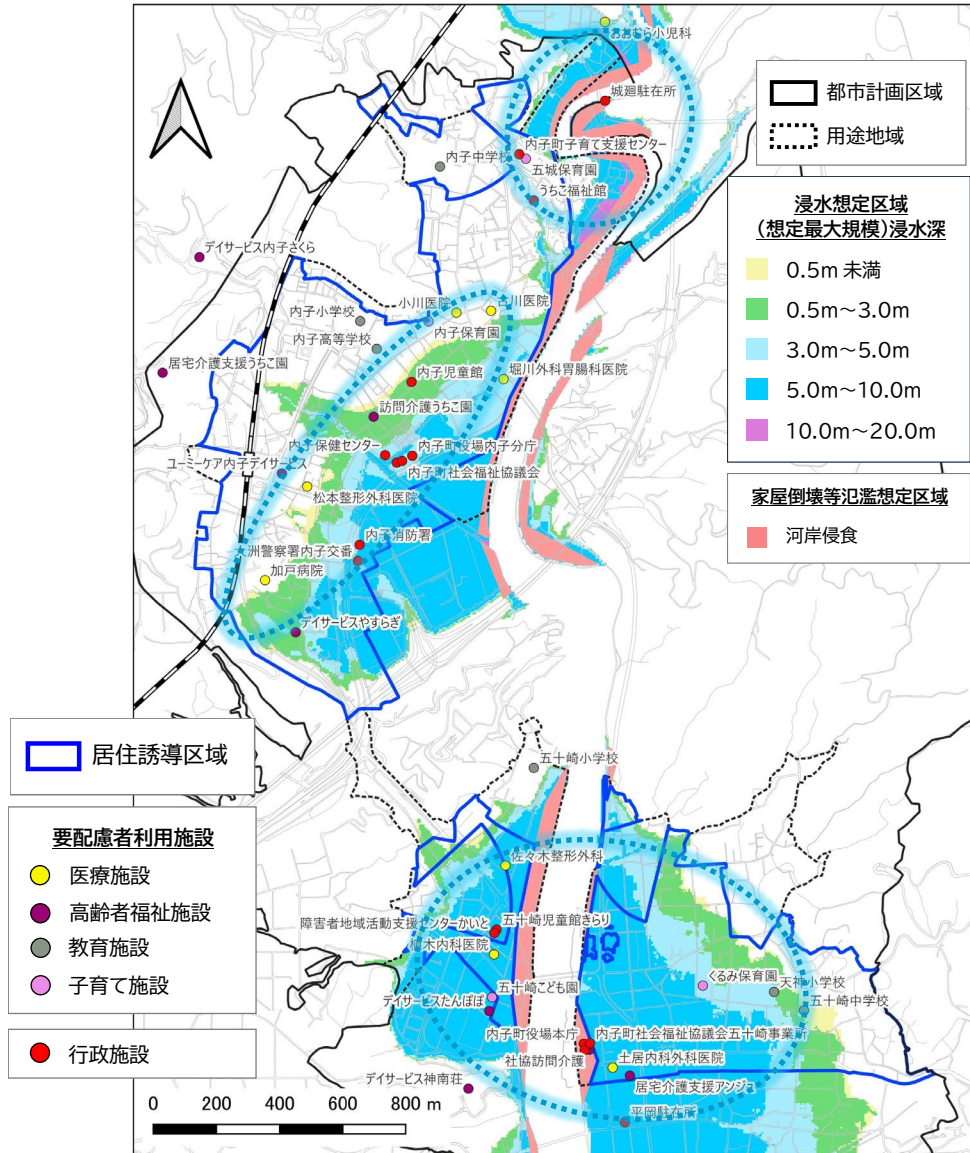 おおむら小児科
城廻駐在所
都市計画区域
用途地域
内子町子育て支援センター
内子中学校
五城保育園
うちこ福祉館
浸水想定区域
(想定最大規模)浸水深
0.5m 未満
0.5m～3.0m
3.0m～5.0m
5.0m～10.0m
10.0m～20.0m
家屋倒壊等氾濫想定区域
河岸侵食
デイサービス内子さくら
小川医院
古川医院
内子小学校
内子保育園
内子高等学校
居宅介護支援うちこ園
堀川外科胃腸科医院
内子児童館
訪問介護うちこ園
内子保健センター
内子町役場内子分庁
ユーミーケア内子デイサービス
内子町社会福祉協議会
松本整形外科医院
内子消防署
洲警察署内子交番
加戸病院
デイサービスやすらぎ
居住誘導区域
五十崎小学校
要配慮者利用施設
医療施設
高齢者福祉施設
教育施設
子育て施設
行政施設
佐々木整形外科
障害者地域活動支援センターかいと
五十崎児童館きらり
木内科医院
くるみ保育園
天神小学校
五十崎こども園
デイサービスたんぽぽ
五十崎中学校
内子町役場本庁
内子町社会福祉協議会五十崎事業所
社協訪問介護
土居内科外科医院
居宅介護支援アンジ
デイサービス神南荘
平岡駐在所
0 200 400 600 800 m